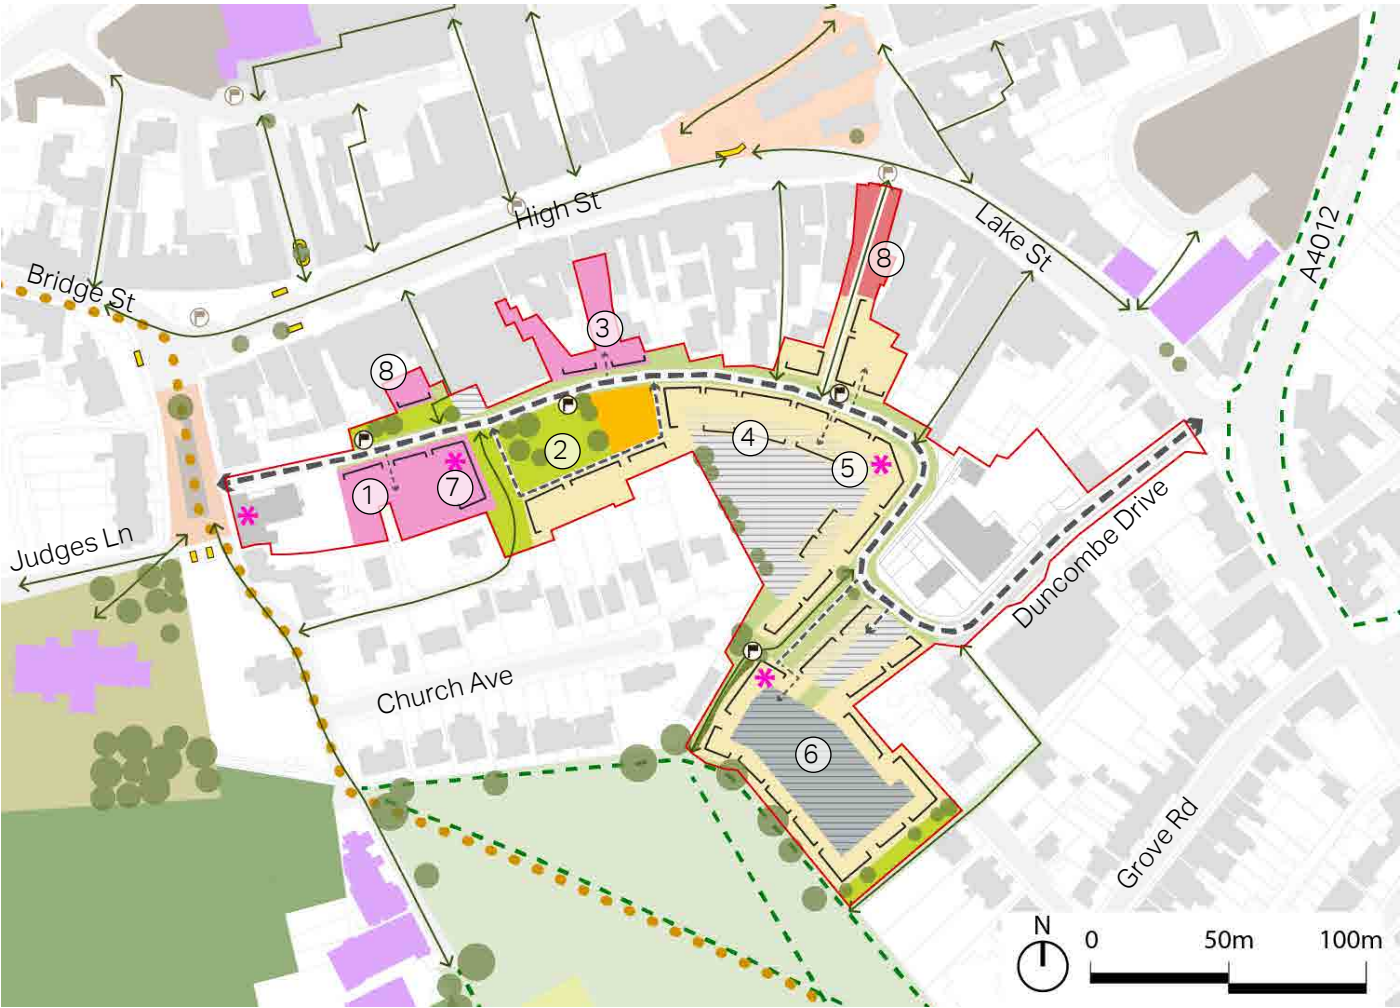 High St
Lake St
A4012
Bridge St
8
3
8
4
2
5
7
1
Judges Ln
Duncombe Drive
Church Ave
6
Grove Rd
N
0 50m 100m